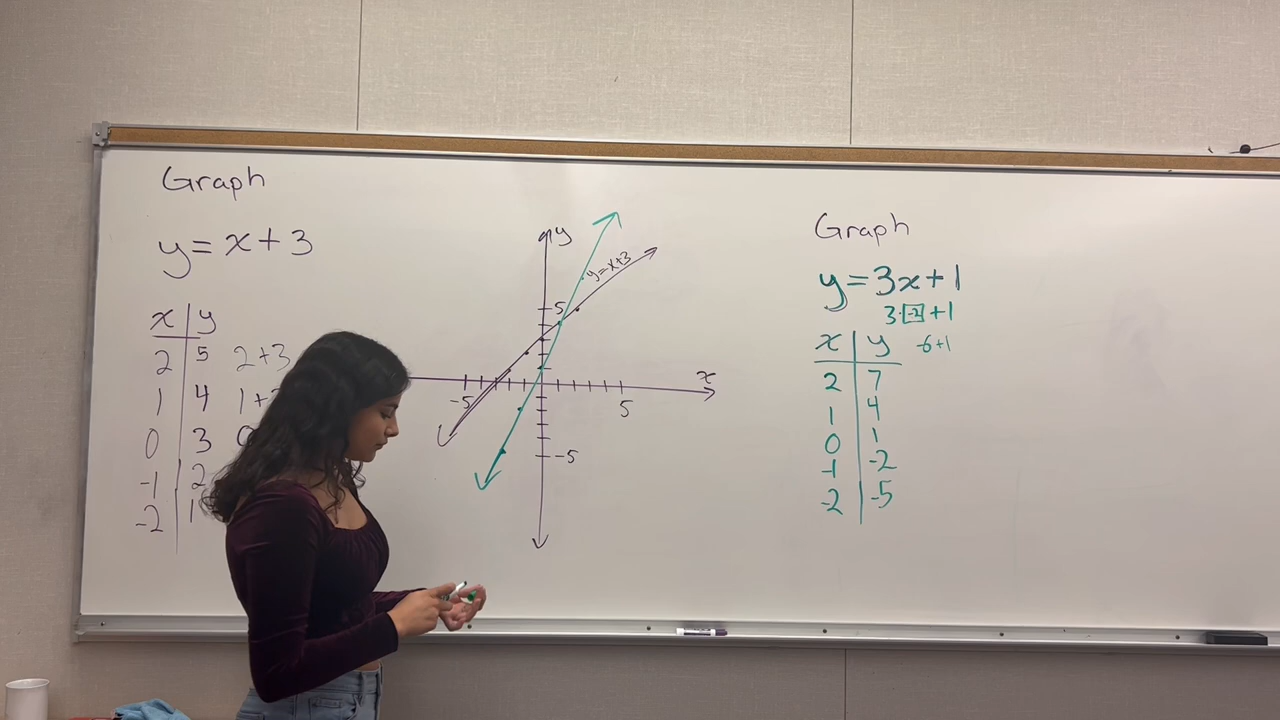 Graph
y = x + 3
x | y
2 | 5 2+3
1 | 4 1+
0 | 3
-1 | 2
-2 | 1
y
y=x+3
5
x
-5
5
-5
Graph
y=3x+1
3·[-2]+1
x | y -6+1
2 | 7
1 | 4
0 | 1
-1 | -2
-2 | -5